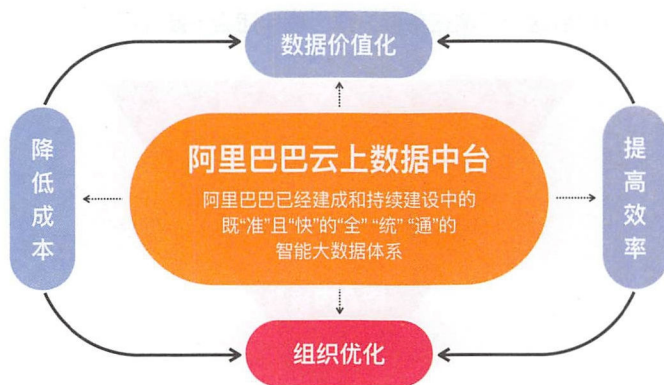 数据价值化
降低成本
阿里巴巴云上数据中台
阿里巴巴已经建成和持续建设中的
既“准”且“快”的“全”“统”“通”的
智能大数据体系
提高效率
组织优化